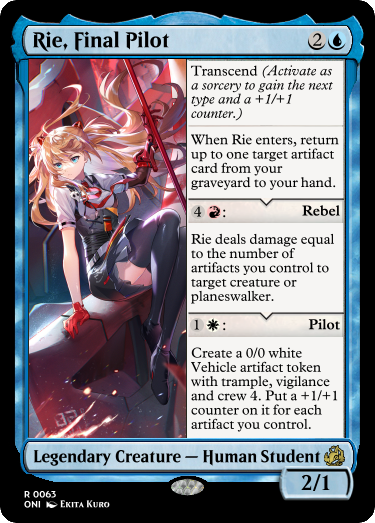 Rie, Final Pilot
2
Transcend (Activate as
a sorcery to gain the next
type and a +1/+1
counter.)
When Rie enters, return
up to one target artifact
card from your
graveyard to your hand.
4 : Rebel
Rie deals damage equal
to the number of
artifacts you control to
target creature or
planeswalker.
1 : Pilot
Create a 0/0 white
Vehicle artifact token
with trample, vigilance
and crew 4. Put a +1/+1
counter on it for each
artifact you control.
Legendary Creature — Human Student
2/1
R 0063
ONI Ekita Kuro